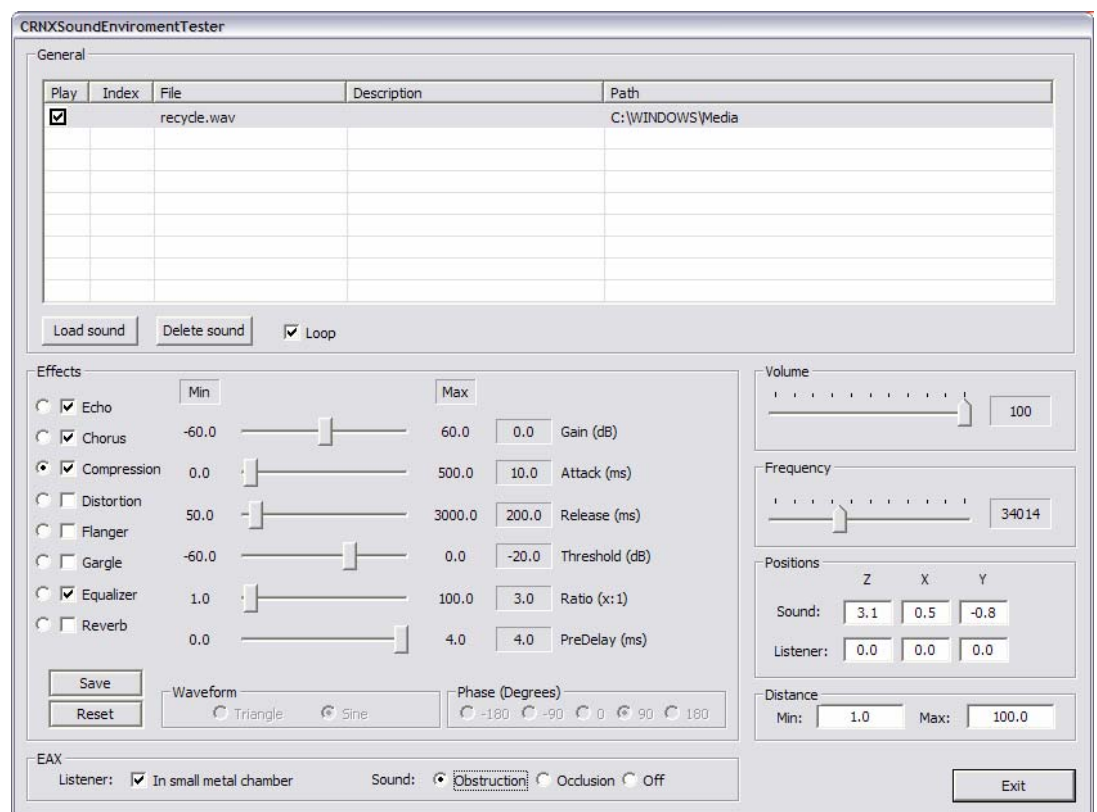 CRNXSoundEnviromentTester
General
Play Index File Description Path
recycle.wav C:\WINDOWS\Media
Load sound Delete sound Loop
Effects
Min Max
Echo
Chorus
Compression
Distortion
Flanger
Gargle
Equalizer
Reverb
-60.0 60.0 0.0 Gain (dB)
0.0 500.0 10.0 Attack (ms)
50.0 3000.0 200.0 Release (ms)
-60.0 0.0 -20.0 Threshold (dB)
1.0 100.0 3.0 Ratio (x:1)
0.0 4.0 4.0 PreDelay (ms)
Save
Reset
Waveform
Triangle Sine
Phase (Degrees)
-180 -90 0 90 180
Volume
100
Frequency
34014
Positions
Z X Y
Sound: 3.1 0.5 -0.8
Listener: 0.0 0.0 0.0
Distance
Min: 1.0 Max: 100.0
EAX
Listener: In small metal chamber Sound: Obstruction Occlusion Off
Exit